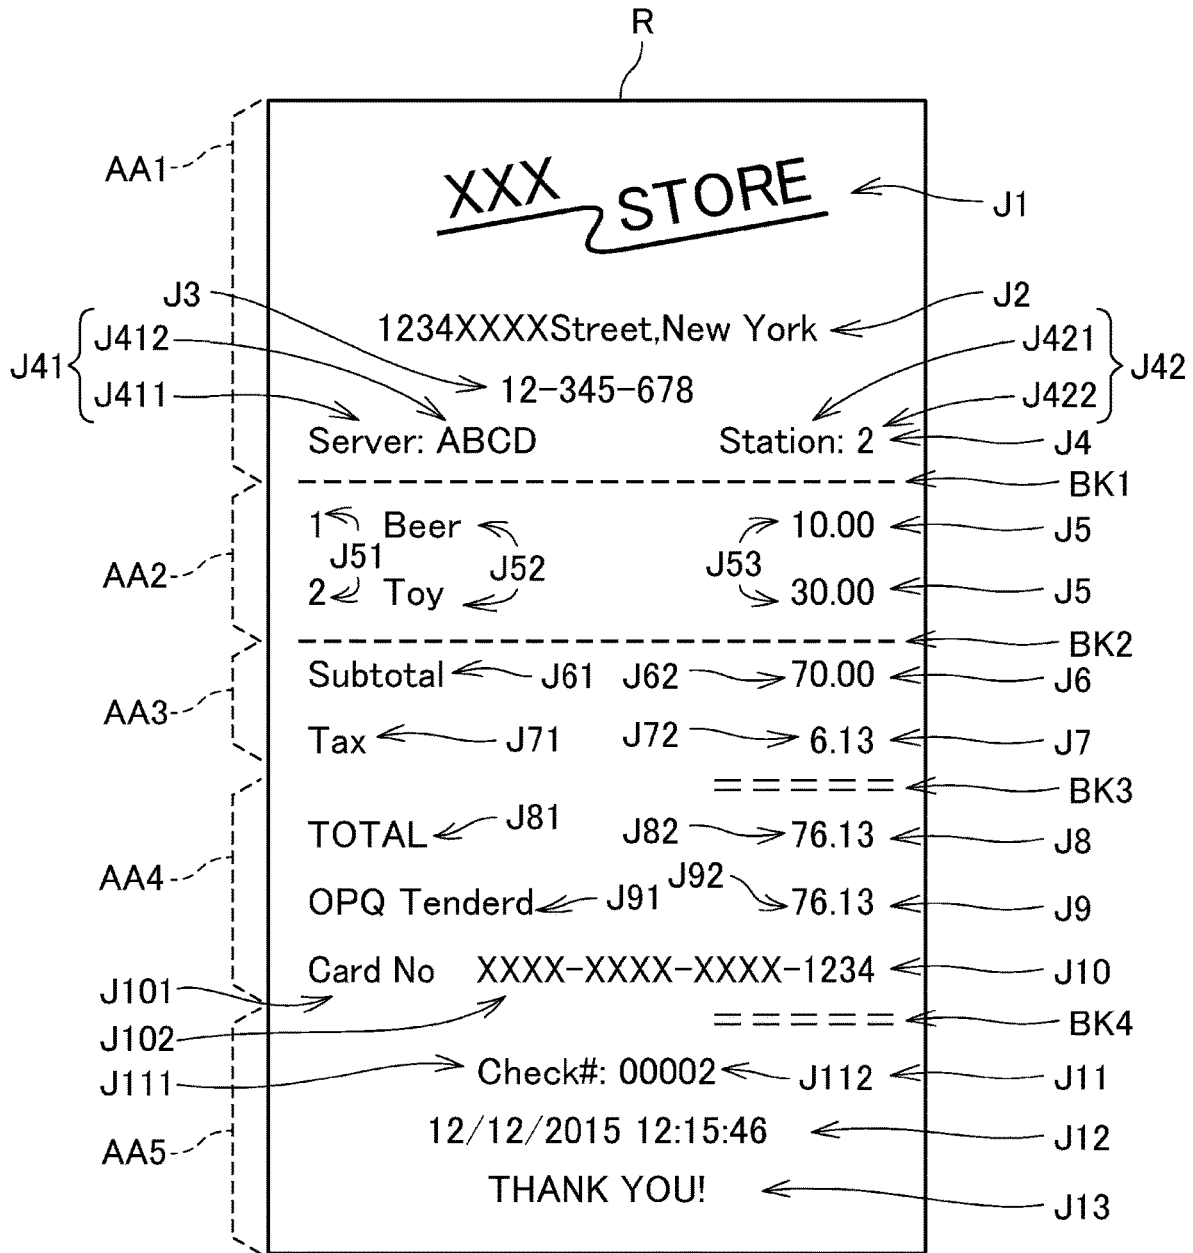 R
AA1
XXX STORE
J1
J3
J2
1234XXXXStreet,New York
J41
J412
J421
J42
J411
12-345-678
J422
Server: ABCD
Station: 2
J4
BK1
1 Beer 10.00
J5
AA2
J51
J52
J53
2 Toy 30.00
J5
BK2
Subtotal J61 J62 70.00 J6
AA3
Tax J71 J72 6.13 J7
===== BK3
TOTAL J81 J82 76.13 J8
AA4
J92
OPQ Tenderd J91 76.13 J9
Card No XXXX-XXXX-XXXX-1234 J10
J101
===== BK4
J102
J111 Check#: 00002 J112 J11
12/12/2015 12:15:46 J12
AA5
THANK YOU! J13